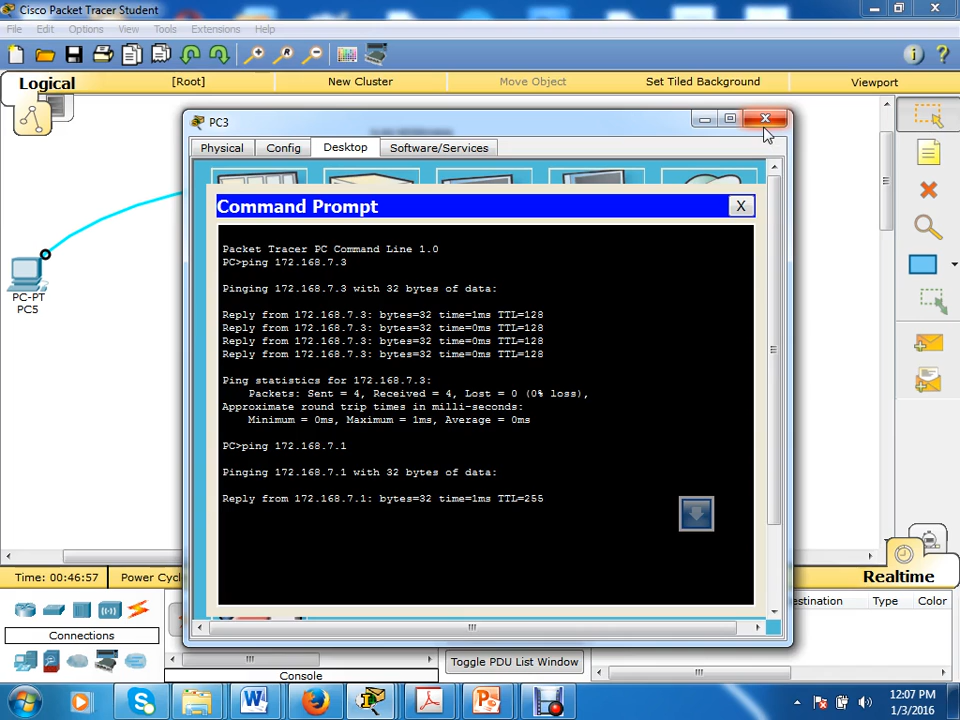 Cisco Packet Tracer Student
File Edit Options View Tools Extensions Help
Logical
[Root]
New Cluster
Move Object
Set Tiled Background
Viewport
PC3
Physical
Config
Desktop
Software/Services
Command Prompt
X
Packet Tracer PC Command Line 1.0
PC>ping 172.168.7.3
Pinging 172.168.7.3 with 32 bytes of data:
Reply from 172.168.7.3: bytes=32 time=1ms TTL=128
Reply from 172.168.7.3: bytes=32 time=0ms TTL=128
Reply from 172.168.7.3: bytes=32 time=0ms TTL=128
Reply from 172.168.7.3: bytes=32 time=0ms TTL=128
Ping statistics for 172.168.7.3:
Packets: Sent = 4, Received = 4, Lost = 0 (0% loss),
Approximate round trip times in milli-seconds:
Minimum = 0ms, Maximum = 1ms, Average = 0ms
PC>ping 172.168.7.1
Pinging 172.168.7.1 with 32 bytes of data:
Reply from 172.168.7.1: bytes=32 time=1ms TTL=255
PC-PT
PC5
Time: 00:46:57
Power Cycl
Realtime
estination Type Color
Connections
Toggle PDU List Window
Console
12:07 PM
1/3/2016